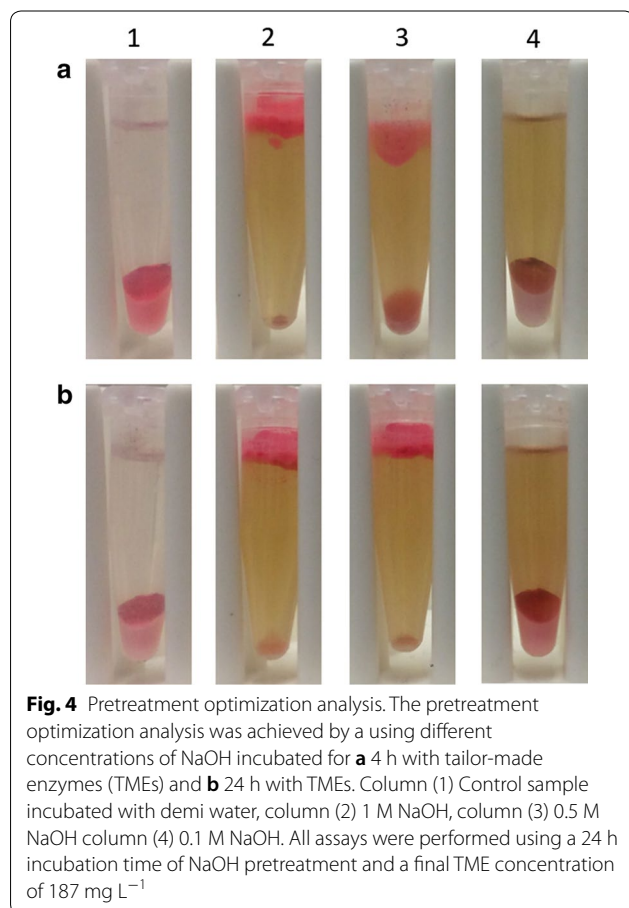 1 2 3 4
a
b
Fig. 4 Pretreatment optimization analysis. The pretreatment
optimization analysis was achieved by a using different
concentrations of NaOH incubated for a 4 h with tailor-made
enzymes (TMEs) and b 24 h with TMEs. Column (1) Control sample
incubated with demi water, column (2) 1 M NaOH, column (3) 0.5 M
NaOH column (4) 0.1 M NaOH. All assays were performed using a 24 h
incubation time of NaOH pretreatment and a final TME concentration
of 187 mg L⁻¹